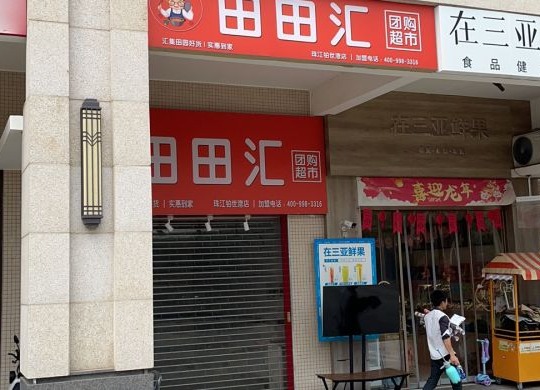 田田汇
团购
超市
汇集田园好货 | 实惠到家
珠江铂世湾店 | 加盟电话:400-998-3316
在三亚
食品健
田田汇
团购
超市
实惠到家
珠江铂世湾店 | 加盟电话:400-998-3316
在三亚鲜果
喜迎龙年
在三亚鲜果